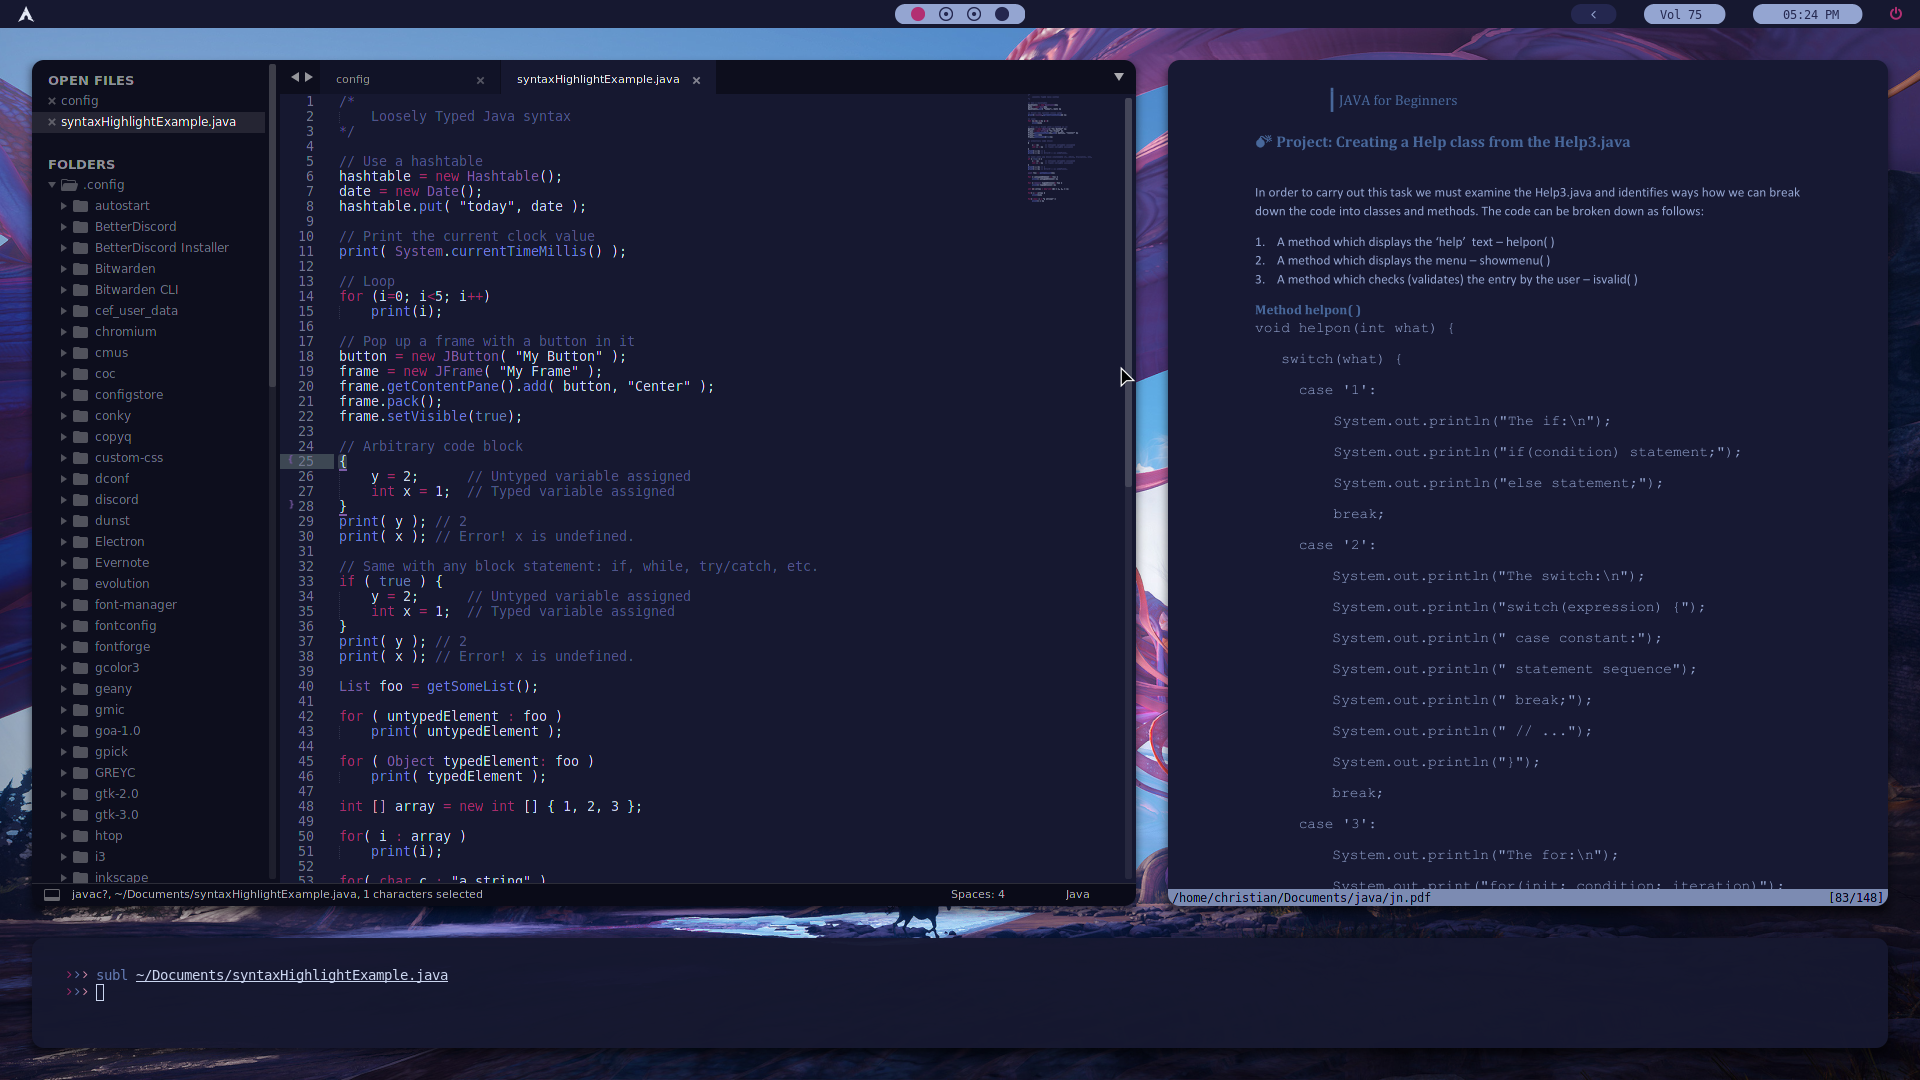 Vol 75
05:24 PM
OPEN FILES
config
syntaxHighlightExample.java
FOLDERS
.config
autostart
BetterDiscord
BetterDiscord Installer
Bitwarden
Bitwarden CLI
cef_user_data
chromium
cmus
coc
configstore
conky
copyq
custom-css
dconf
discord
dunst
Electron
Evernote
evolution
font-manager
fontconfig
fontforge
gcolor3
geany
gmic
goa-1.0
gpick
GREYC
gtk-2.0
gtk-3.0
htop
i3
inkscape
config
syntaxHighlightExample.java
1 /*
2     Loosely Typed Java syntax
3 */
4
5 // Use a hashtable
6 hashtable = new Hashtable();
7 date = new Date();
8 hashtable.put( "today", date );
9
10 // Print the current clock value
11 print( System.currentTimeMillis() );
12
13 // Loop
14 for (i=0; i<5; i++)
15     print(i);
16
17 // Pop up a frame with a button in it
18 button = new JButton( "My Button" );
19 frame = new JFrame( "My Frame" );
20 frame.getContentPane().add( button, "Center" );
21 frame.pack();
22 frame.setVisible(true);
23
24 // Arbitrary code block
25 {
26     y = 2;      // Untyped variable assigned
27     int x = 1;  // Typed variable assigned
28 }
29 print( y ); // 2
30 print( x ); // Error! x is undefined.
31
32 // Same with any block statement: if, while, try/catch, etc.
33 if ( true ) {
34     y = 2;      // Untyped variable assigned
35     int x = 1;  // Typed variable assigned
36 }
37 print( y ); // 2
38 print( x ); // Error! x is undefined.
39
40 List foo = getSomeList();
41
42 for ( untypedElement : foo )
43     print( untypedElement );
44
45 for ( Object typedElement: foo )
46     print( typedElement );
47
48 int [] array = new int [] { 1, 2, 3 };
49
50 for( i : array )
51     print(i);
52
53 for( char c : "a string" )
javac?, ~/Documents/syntaxHighlightExample.java, 1 characters selected
Spaces: 4
Java
JAVA for Beginners
Project: Creating a Help class from the Help3.java
In order to carry out this task we must examine the Help3.java and identifies ways how we can break
down the code into classes and methods. The code can be broken down as follows:
1. A method which displays the ‘help’ text – helpon( )
2. A method which displays the menu – showmenu( )
3. A method which checks (validates) the entry by the user – isvalid( )
Method helpon( )
void helpon(int what) {
switch(what) {
case '1':
System.out.println("The if:\n");
System.out.println("if(condition) statement;");
System.out.println("else statement;");
break;
case '2':
System.out.println("The switch:\n");
System.out.println("switch(expression) {");
System.out.println(" case constant:");
System.out.println(" statement sequence");
System.out.println(" break;");
System.out.println(" // ...");
System.out.println("}");
break;
case '3':
System.out.println("The for:\n");
System.out.print("for(init; condition; iteration)");
/home/christian/Documents/java/jn.pdf
[83/148]
>>> subl ~/Documents/syntaxHighlightExample.java
>>>